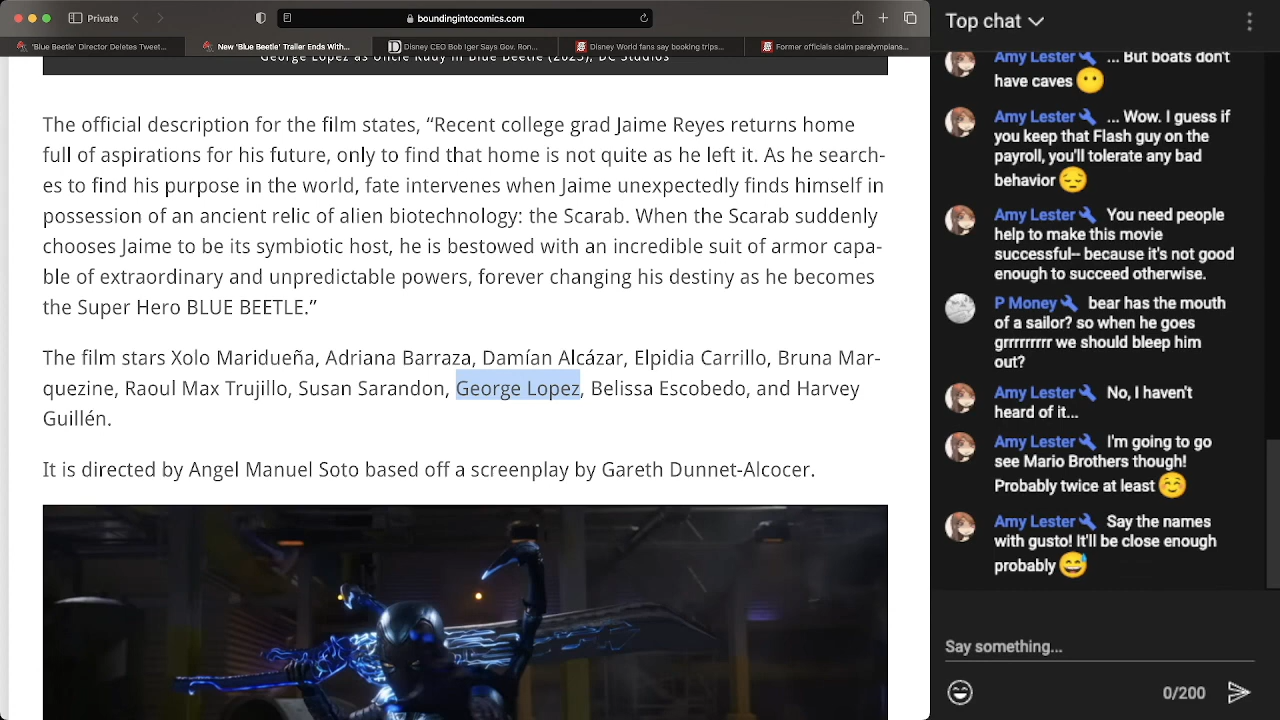 Private
boundingintocomics.com
'Blue Beetle' Director Deletes Tweet...
New 'Blue Beetle' Trailer Ends With...
Disney CEO Bob Iger Says Gov. Ron...
Disney World fans say booking trips...
Former officials claim paralympians...
George Lopez as Uncle Rudy in Blue Beetle (2023), DC Studios
The official description for the film states, “Recent college grad Jaime Reyes returns home
full of aspirations for his future, only to find that home is not quite as he left it. As he search-
es to find his purpose in the world, fate intervenes when Jaime unexpectedly finds himself in
possession of an ancient relic of alien biotechnology: the Scarab. When the Scarab suddenly
chooses Jaime to be its symbiotic host, he is bestowed with an incredible suit of armor capa-
ble of extraordinary and unpredictable powers, forever changing his destiny as he becomes
the Super Hero BLUE BEETLE.”
The film stars Xolo Maridueña, Adriana Barraza, Damían Alcázar, Elpidia Carrillo, Bruna Mar-
quezine, Raoul Max Trujillo, Susan Sarandon, George Lopez, Belissa Escobedo, and Harvey
Guillén.
It is directed by Angel Manuel Soto based off a screenplay by Gareth Dunnet-Alcocer.
Top chat
Amy Lester ... But boats don't
have caves
Amy Lester ... Wow. I guess if
you keep that Flash guy on the
payroll, you'll tolerate any bad
behavior
Amy Lester You need people
help to make this movie
successful-- because it's not good
enough to succeed otherwise.
P Money bear has the mouth
of a sailor? so when he goes
grrrrrrrr we should bleep him
out?
Amy Lester No, I haven't
heard of it...
Amy Lester I'm going to go
see Mario Brothers though!
Probably twice at least
Amy Lester Say the names
with gusto! It'll be close enough
probably
Say something...
0/200